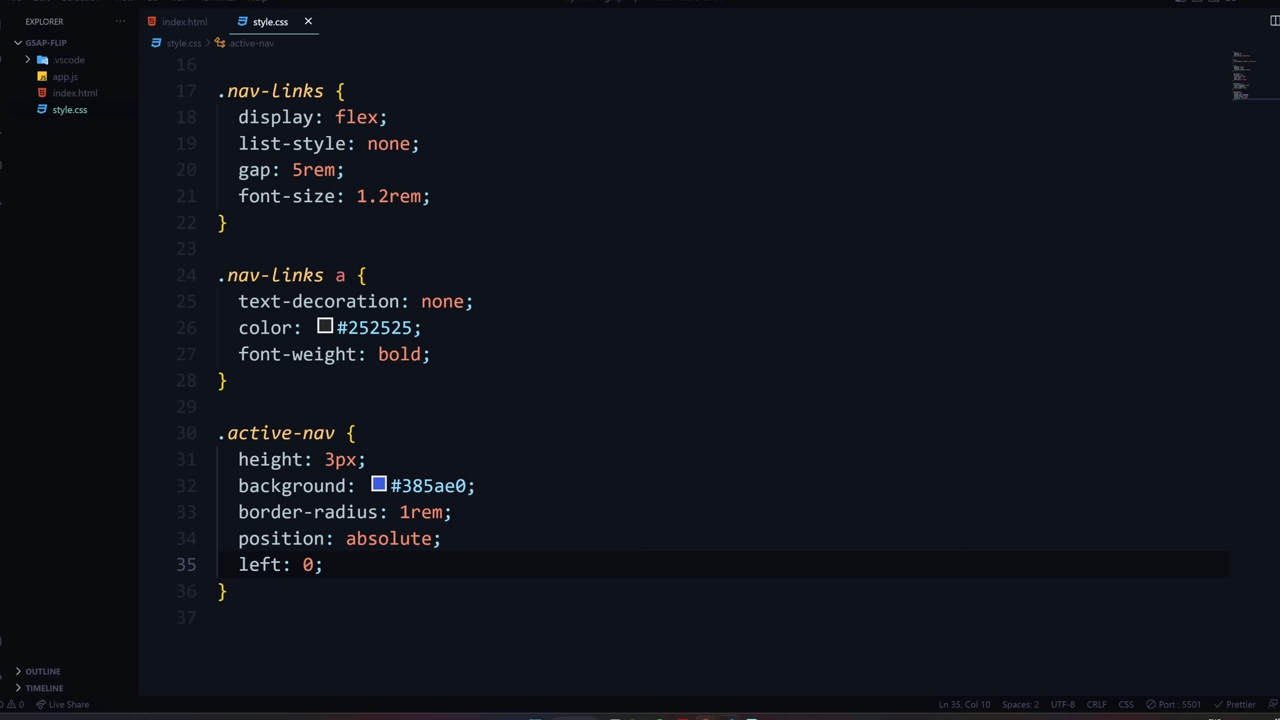 EXPLORER
...
index.html
style.css
GSAP-FLIP
style.css
active-nav
.vscode
app.js
index.html
style.css
16
17 .nav-links {
18 display: flex;
19 list-style: none;
20 gap: 5rem;
21 font-size: 1.2rem;
22 }
23
24 .nav-links a {
25 text-decoration: none;
26 color: #252525;
27 font-weight: bold;
28 }
29
30 .active-nav {
31 height: 3px;
32 background: #385ae0;
33 border-radius: 1rem;
34 position: absolute;
35 left: 0;
36 }
37
OUTLINE
TIMELINE
0 0 Live Share Ln 35, Col 10 Spaces: 2 UTF-8 CRLF CSS Port : 5501 Prettier